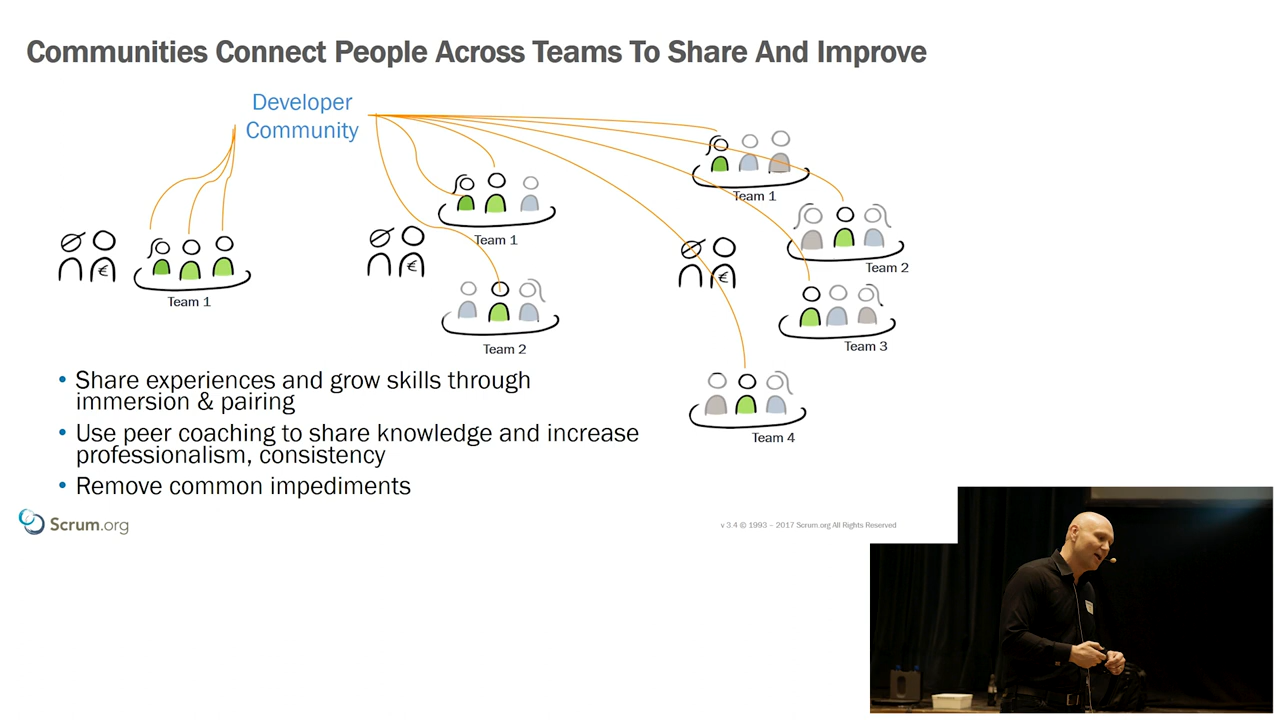 Communities Connect People Across Teams To Share And Improve
Developer
Community
Team 1
€
Team 1
Team 2
€
Team 1
Team 2
€
Team 3
Team 4
€
• Share experiences and grow skills through
immersion & pairing
• Use peer coaching to share knowledge and increase
professionalism, consistency
• Remove common impediments
Scrum.org
v 3.4 © 1993 – 2017 Scrum.org All Rights Reserved